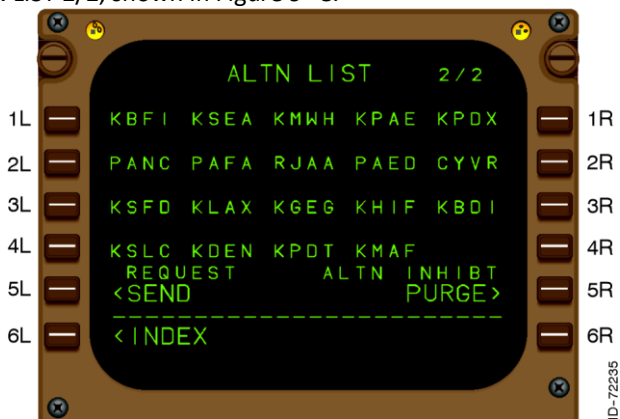 ALTN LIST 2/2
1L KBFI KSEA KMWH KPAE KPDX 1R
2L PANC PAFA RJAA PAED CYVR 2R
3L KSFD KLAX KGEG KHIF KBDI 3R
4L KSLC KDEN KPDT KMAF 4R
REQUEST ALTN INHIBT
5L <SEND PURGE> 5R
6L <INDEX 6R
ID-72235